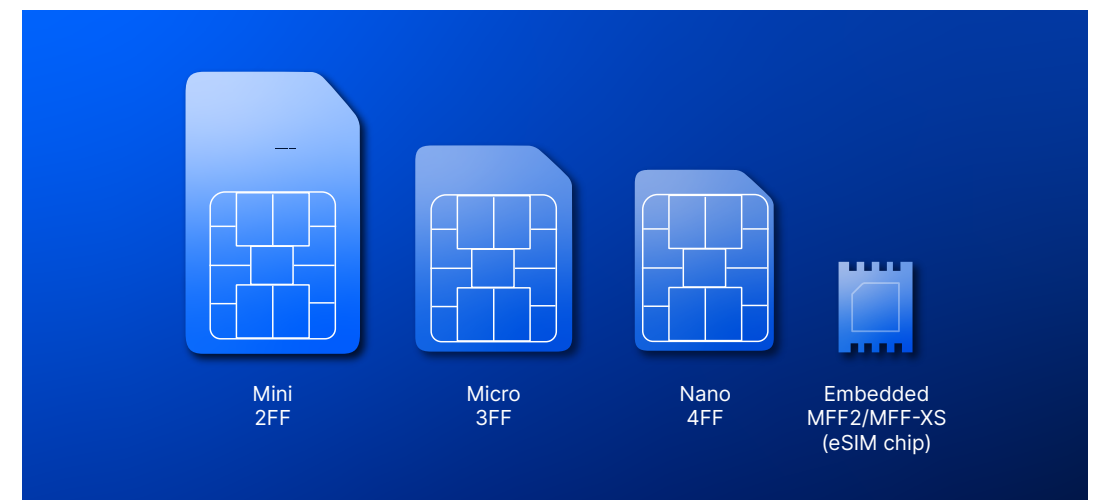 Mini
2FF
Micro
3FF
Nano
4FF
Embedded
MFF2/MFF-XS
(eSIM chip)